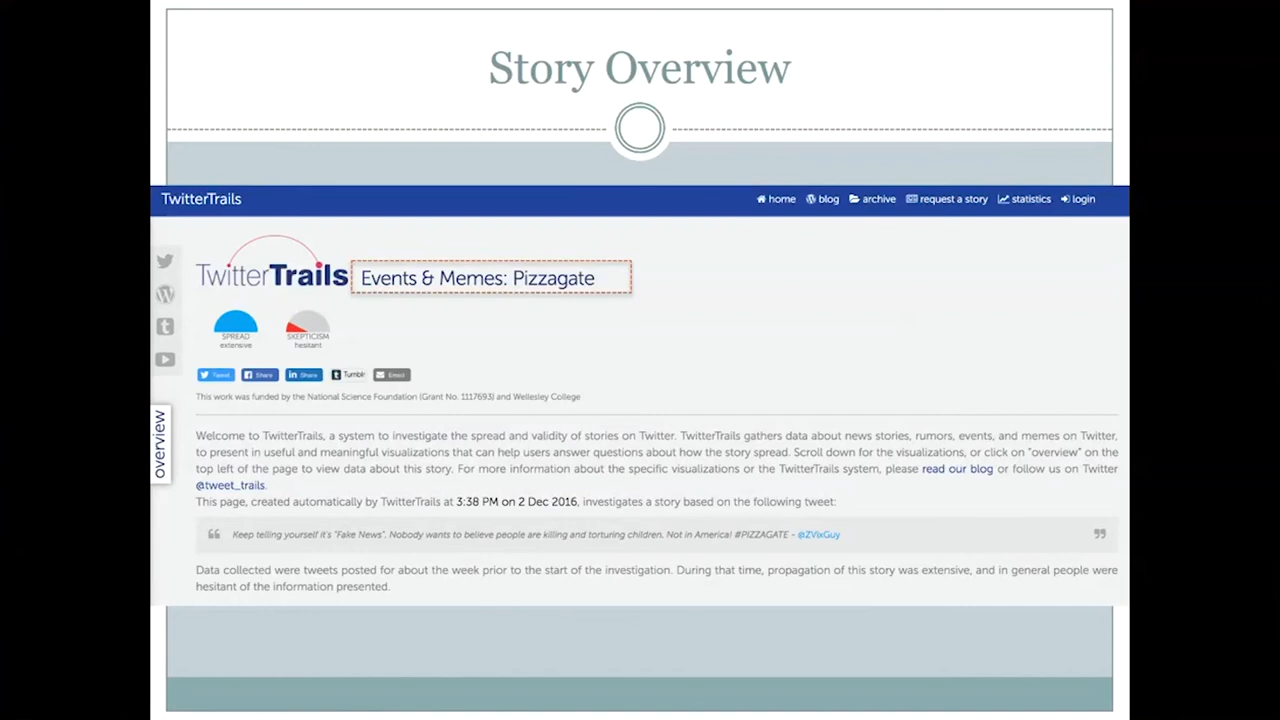 Story Overview
TwitterTrails
home blog archive request a story statistics login
TwitterTrails Events & Memes: Pizzagate
SPREAD
extensive
SKEPTICISM
hesitant
Tweet Share Share Tumblr Email
This work was funded by the National Science Foundation (Grant No. 1117693) and Wellesley College
overview
Welcome to TwitterTrails, a system to investigate the spread and validity of stories on Twitter. TwitterTrails gathers data about news stories, rumors, events, and memes on Twitter,
to present in useful and meaningful visualizations that can help users answer questions about how the story spread. Scroll down for the visualizations, or click on "overview" on the
top left of the page to view data about this story. For more information about the specific visualizations or the TwitterTrails system, please read our blog or follow us on Twitter
@tweet_trails.
This page, created automatically by TwitterTrails at 3:38 PM on 2 Dec 2016, investigates a story based on the following tweet:
Keep telling yourself it's "Fake News". Nobody wants to believe people are killing and torturing children. Not in America! #PIZZAGATE - @ZVixGuy
Data collected were tweets posted for about the week prior to the start of the investigation. During that time, propagation of this story was extensive, and in general people were
hesitant of the information presented.